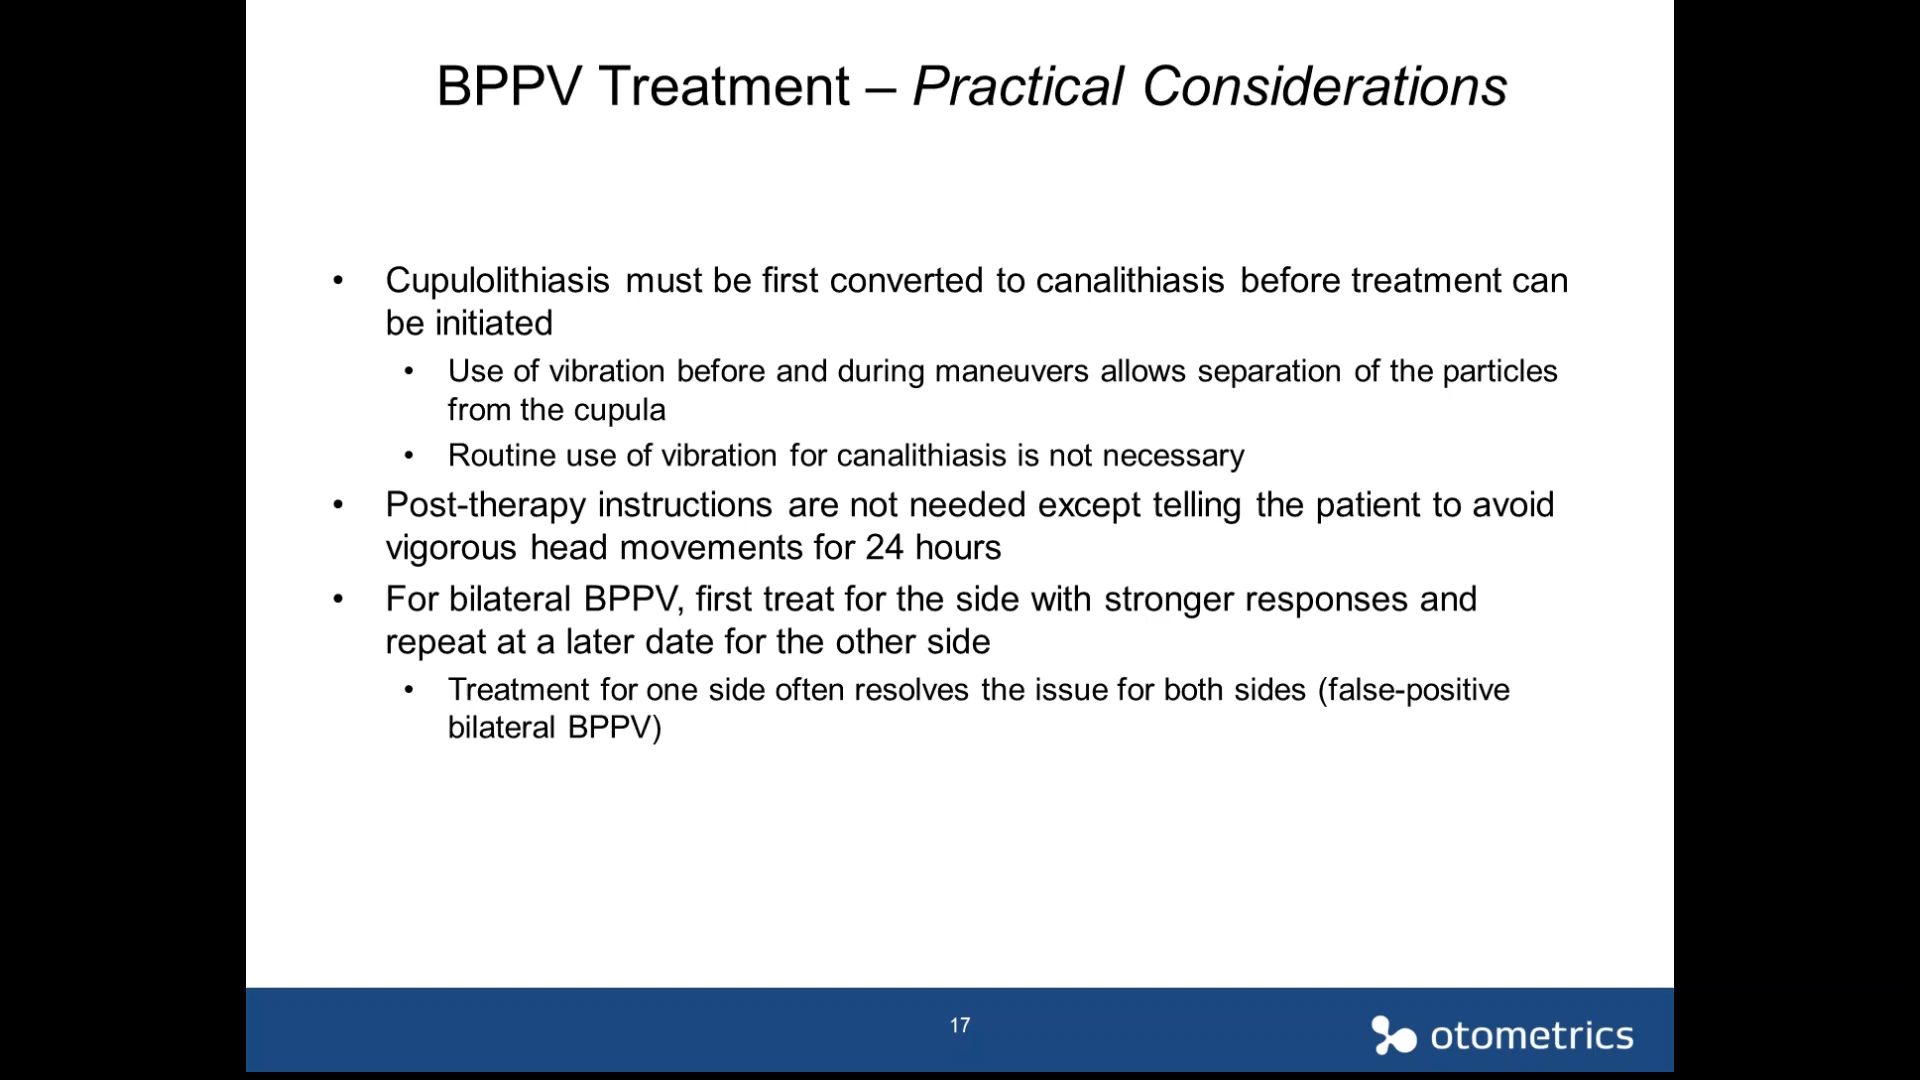 BPPV Treatment – Practical Considerations
• Cupulolithiasis must be first converted to canalithiasis before treatment can
be initiated
• Use of vibration before and during maneuvers allows separation of the particles
from the cupula
• Routine use of vibration for canalithiasis is not necessary
• Post-therapy instructions are not needed except telling the patient to avoid
vigorous head movements for 24 hours
• For bilateral BPPV, first treat for the side with stronger responses and
repeat at a later date for the other side
• Treatment for one side often resolves the issue for both sides (false-positive
bilateral BPPV)
17
otometrics